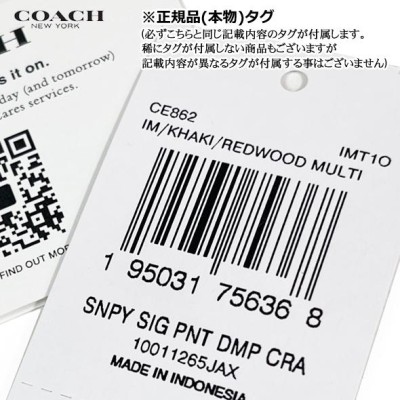 COACH
NEW YORK
※正規品(本物)タグ
(必ずこちらと同じ記載内容のタグが付属します。
稀にタグが付属しない商品もございますが
記載内容が異なるタグが付属する事はございません)
s it on.
day (and tomorrow)
ares services.
FIND OUT MORE
CE862
IMT1O
IM/KHAKI/REDWOOD MULTI
1 95031 75636 8
SNPY SIG PNT DMP CRA
10011265JAX
MADE IN INDONESIA